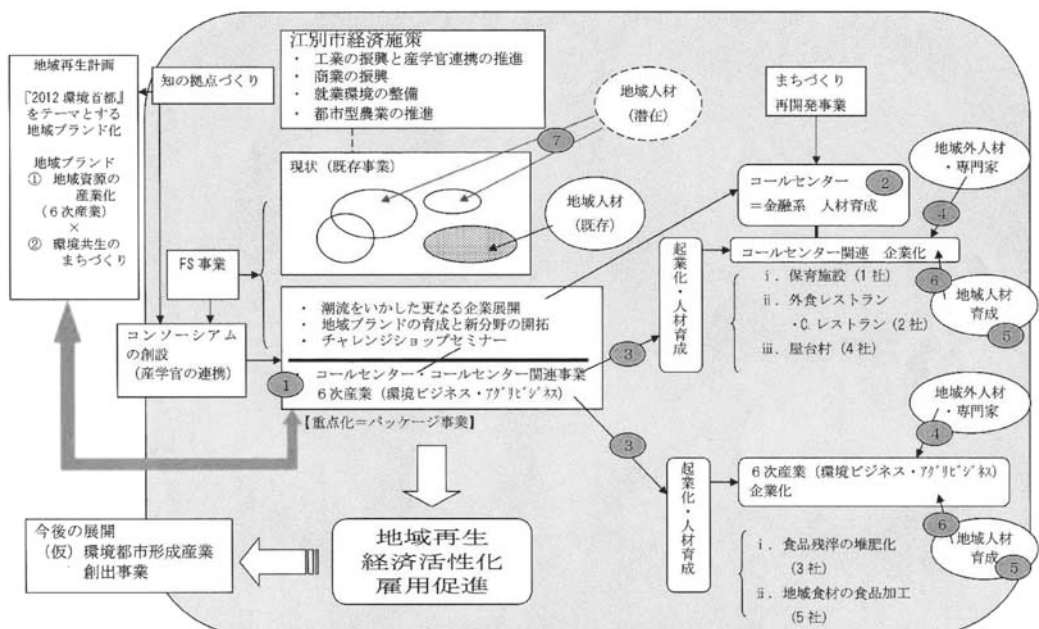 地域再生計画
『2012 環境首都』
をテーマとする
地域ブランド化
地域ブランド
① 地域資源の
産業化
(6次産業)
×
② 環境共生の
まちづくり
知の拠点づくり
FS 事業
コンソーシアム
の創設
(産学官の連携)
江別市経済施策
・ 工業の振興と産学官連携の推進
・ 商業の振興
・ 就業環境の整備
・ 都市型農業の推進
現状(既存事業)
地域人材
(潜在)
⑦
地域人材
(既存)
・ 潮流をいかした更なる企業展開
・ 地域ブランドの育成と新分野の開拓
・ チャレンジショップセミナー
①
・ コールセンター・コールセンター関連事業
6次産業(環境ビジネス・アグリビジネス)
【重点化=パッケージ事業】
地域再生
経済活性化
雇用促進
今後の展開
(仮)環境都市形成産業
創出事業
まちづくり
再開発事業
コールセンター ②
=金融系 人材育成
地域外人材
・専門家
④
③
起業化・人材育成
コールセンター関連 企業化
ⅰ.保育施設(1社)
ⅱ.外食レストラン
・C.レストラン(2社)
ⅲ.屋台村(4社)
⑥
地域人材
育成
⑤
地域外人材
・専門家
④
③
起業化・人材育成
6次産業(環境ビジネス・アグリビジネス)
企業化
ⅰ.食品残滓の堆肥化
(3社)
ⅱ.地域食材の食品加工
(5社)
⑥
地域人材
育成
⑤